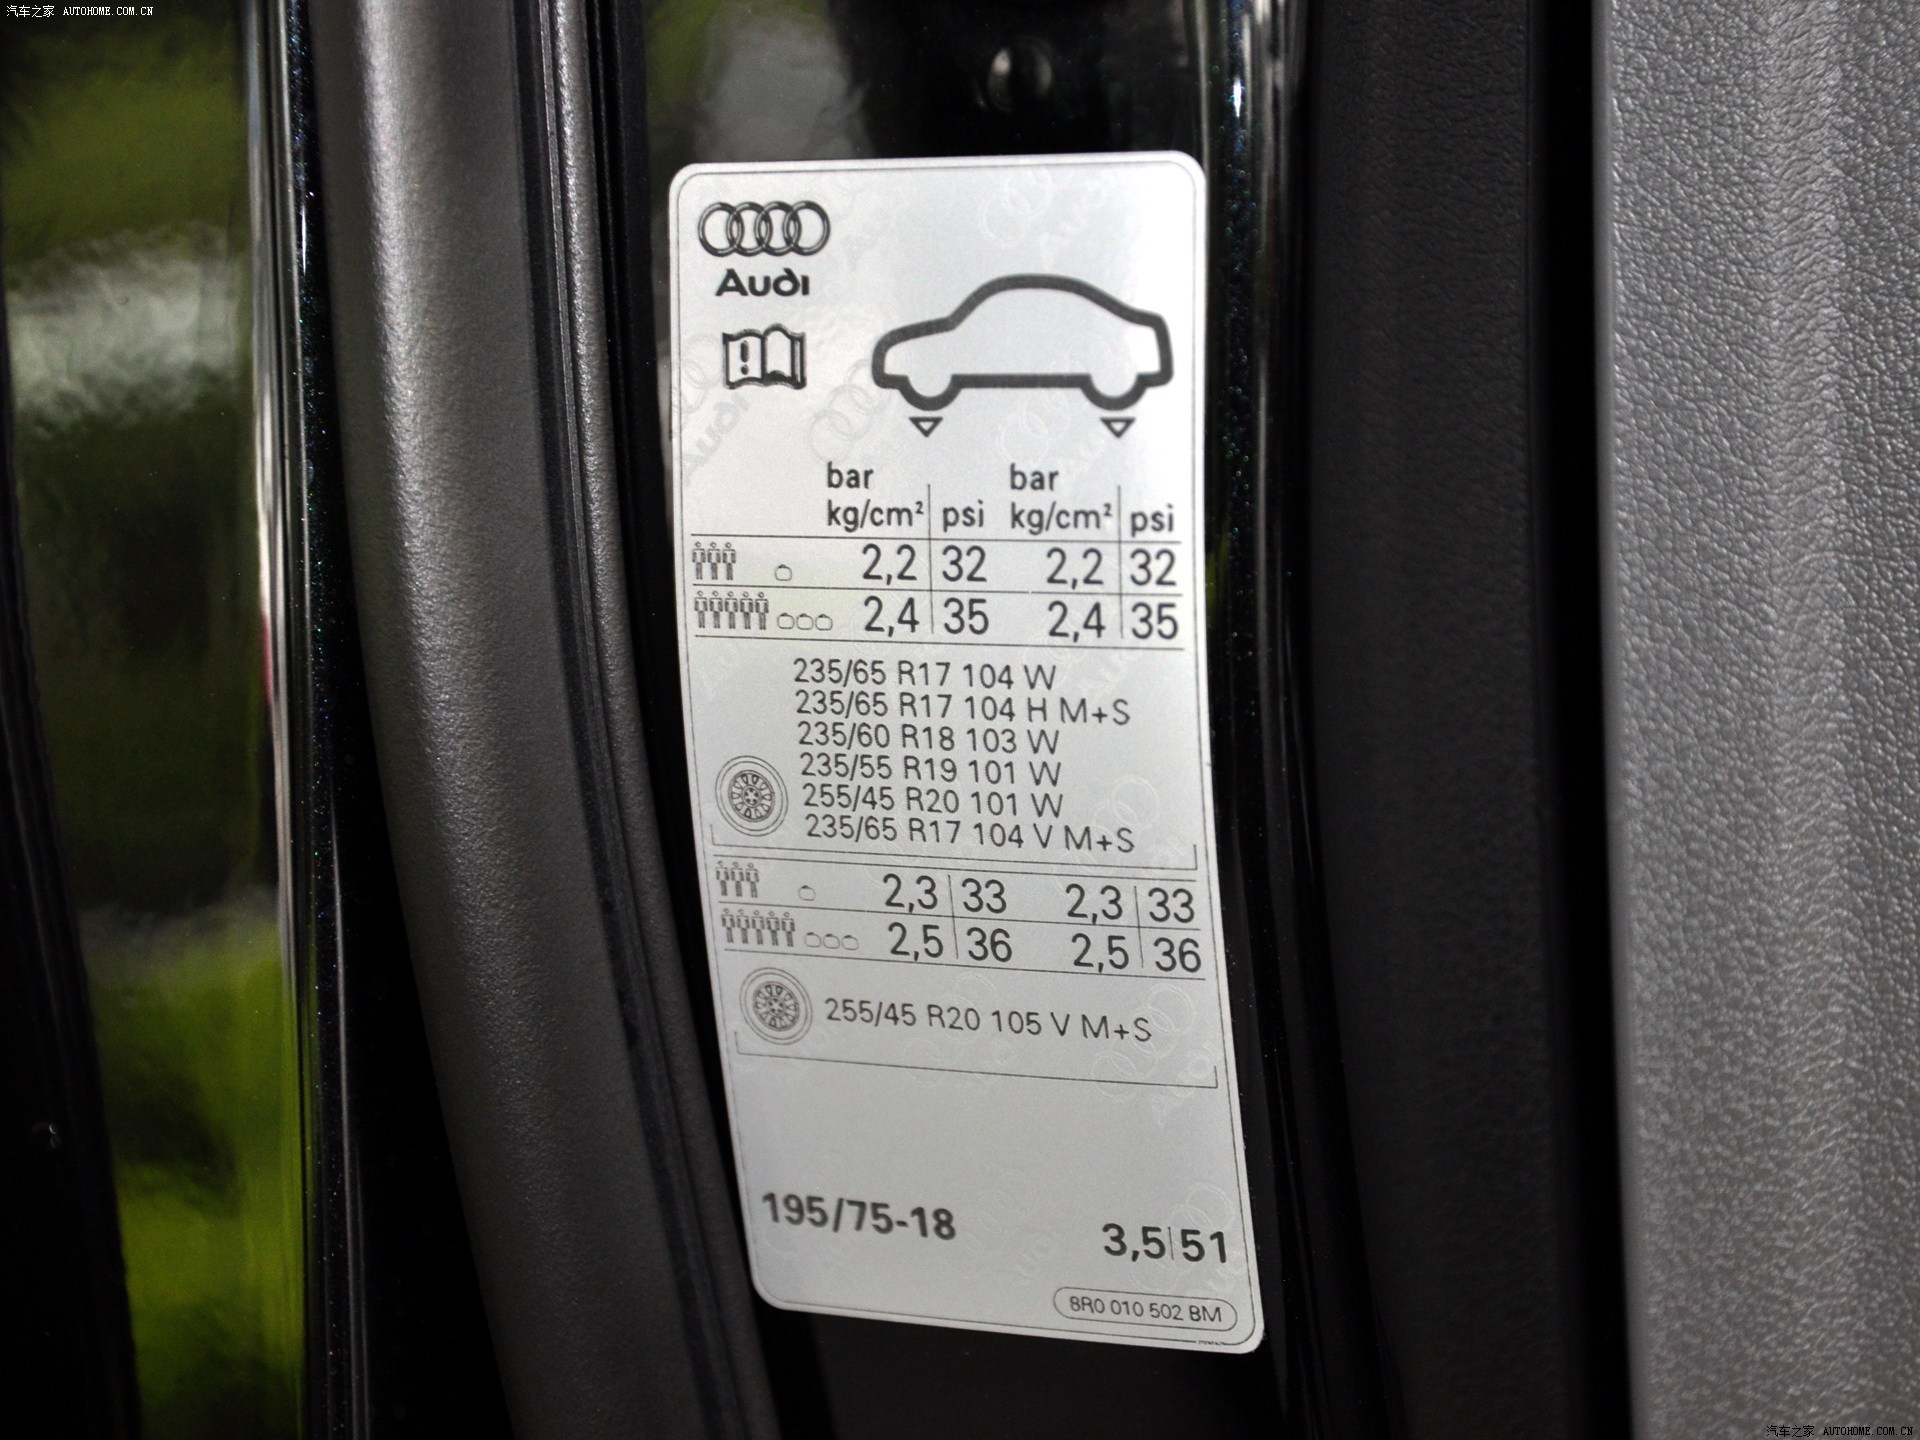 汽车之家 AUTOHOME.COM.CN
Audi
bar bar
kg/cm² psi kg/cm² psi
2,2 32 2,2 32
2,4 35 2,4 35
235/65 R17 104 W
235/65 R17 104 H M+S
235/60 R18 103 W
235/55 R19 101 W
255/45 R20 101 W
235/65 R17 104 V M+S
2,3 33 2,3 33
2,5 36 2,5 36
255/45 R20 105 V M+S
195/75-18 3,5 51
8R0 010 502 BM
汽车之家 AUTOHOME.COM.CN